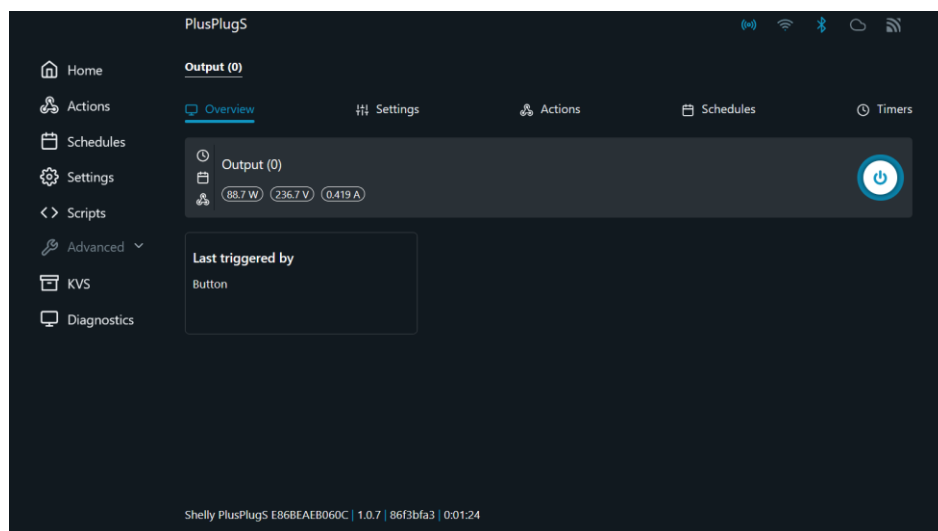 PlusPlugS
Home
Actions
Schedules
Settings
Scripts
Advanced
KVS
Diagnostics
Output (0)
Overview
Settings
Actions
Schedules
Timers
Output (0)
88.7 W 236.7 V 0.419 A
Last triggered by
Button
Shelly PlusPlugS E86BEAEB060C | 1.0.7 | 86f3bfa3 | 0:01:24